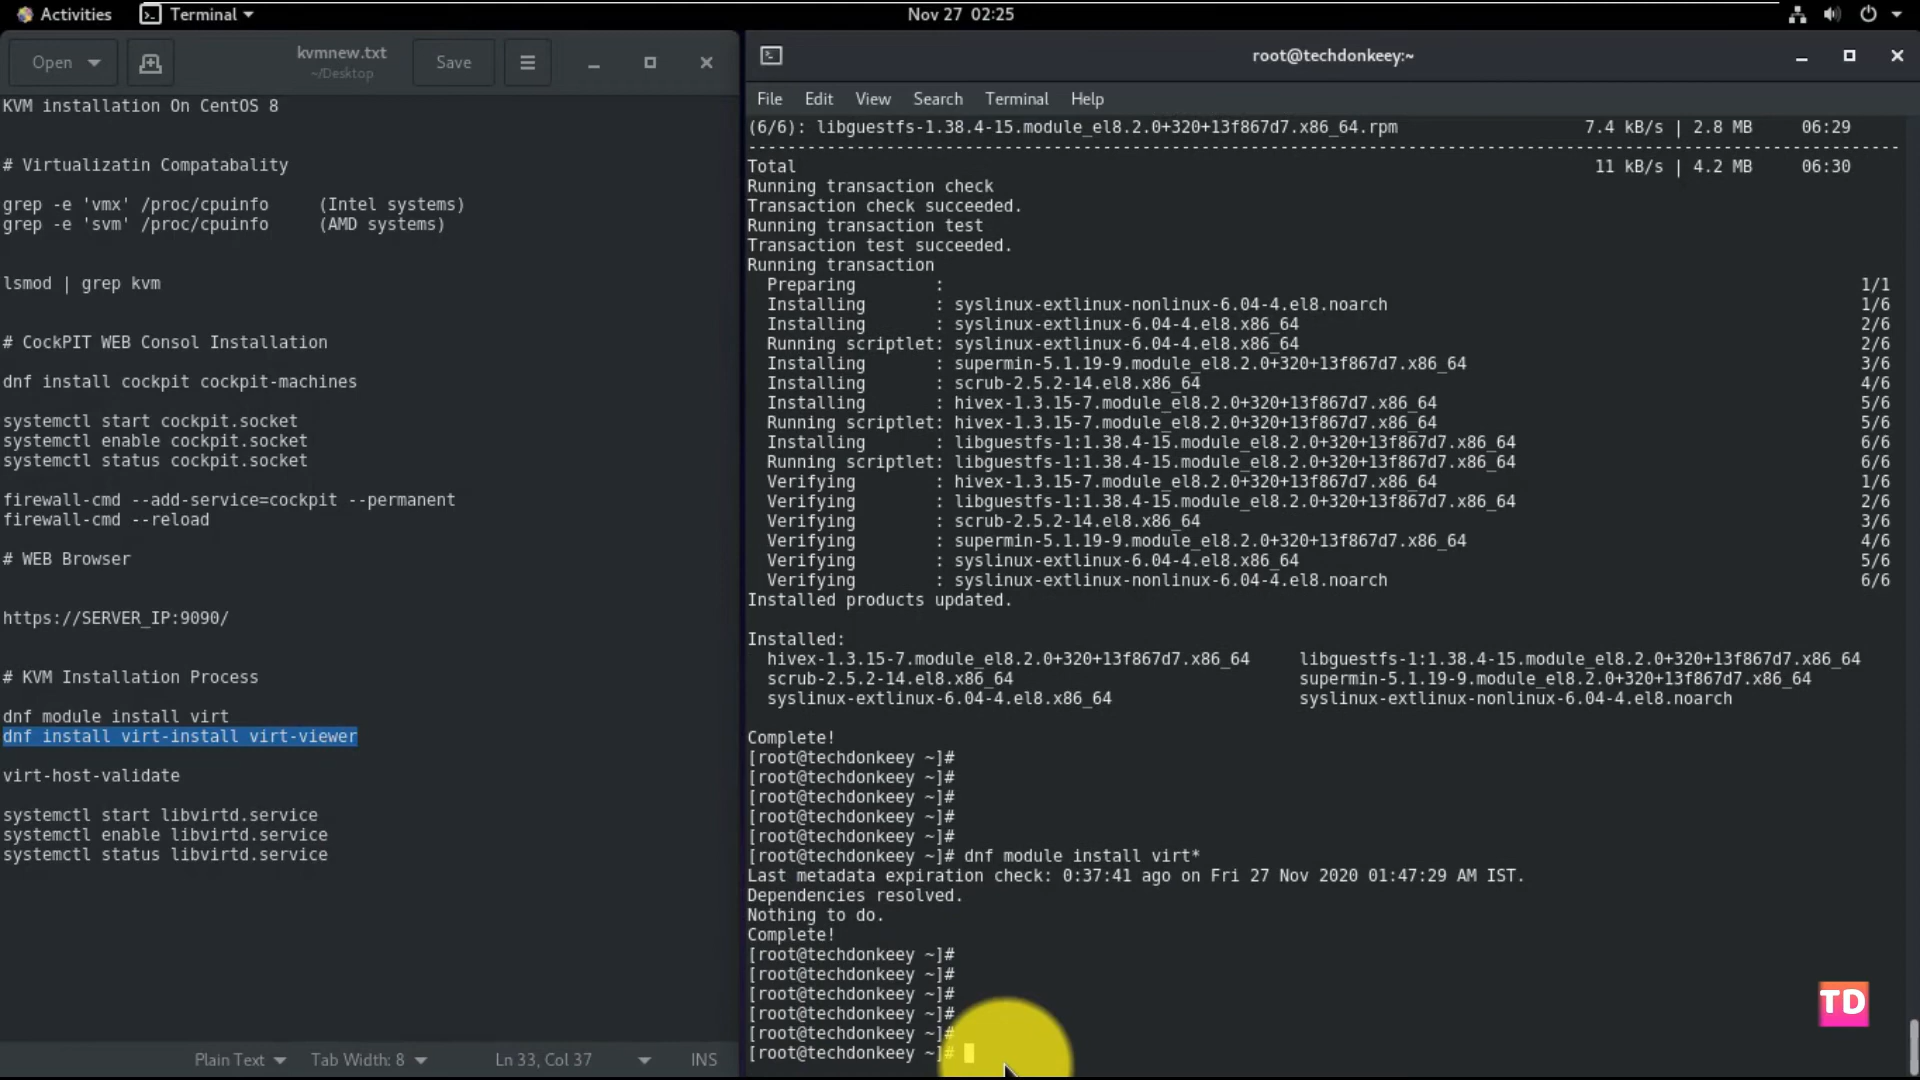 Activities
Terminal
Nov 27 02:25
Open
kvmnew.txt
~/Desktop
Save
KVM installation On CentOS 8
# Virtualizatin Compatabality
grep -e 'vmx' /proc/cpuinfo     (Intel systems)
grep -e 'svm' /proc/cpuinfo     (AMD systems)
lsmod | grep kvm
# CockPIT WEB Consol Installation
dnf install cockpit cockpit-machines
systemctl start cockpit.socket
systemctl enable cockpit.socket
systemctl status cockpit.socket
firewall-cmd --add-service=cockpit --permanent
firewall-cmd --reload
# WEB Browser
https://SERVER_IP:9090/
# KVM Installation Process
dnf module install virt
dnf install virt-install virt-viewer
virt-host-validate
systemctl start libvirtd.service
systemctl enable libvirtd.service
systemctl status libvirtd.service
Plain Text
Tab Width: 8
Ln 33, Col 37
INS
root@techdonkeey:~
File Edit View Search Terminal Help
(6/6): libguestfs-1.38.4-15.module_el8.2.0+320+13f867d7.x86_64.rpm 7.4 kB/s | 2.8 MB 06:29
--------------------------------------------------------------------------------
Total 11 kB/s | 4.2 MB 06:30
Running transaction check
Transaction check succeeded.
Running transaction test
Transaction test succeeded.
Running transaction
Preparing : 1/1
Installing : syslinux-extlinux-nonlinux-6.04-4.el8.noarch 1/6
Installing : syslinux-extlinux-6.04-4.el8.x86_64 2/6
Running scriptlet: syslinux-extlinux-6.04-4.el8.x86_64 2/6
Installing : supermin-5.1.19-9.module_el8.2.0+320+13f867d7.x86_64 3/6
Installing : scrub-2.5.2-14.el8.x86_64 4/6
Installing : hivex-1.3.15-7.module_el8.2.0+320+13f867d7.x86_64 5/6
Running scriptlet: hivex-1.3.15-7.module_el8.2.0+320+13f867d7.x86_64 5/6
Installing : libguestfs-1:1.38.4-15.module_el8.2.0+320+13f867d7.x86_64 6/6
Running scriptlet: libguestfs-1:1.38.4-15.module_el8.2.0+320+13f867d7.x86_64 6/6
Verifying : hivex-1.3.15-7.module_el8.2.0+320+13f867d7.x86_64 1/6
Verifying : libguestfs-1:1.38.4-15.module_el8.2.0+320+13f867d7.x86_64 2/6
Verifying : scrub-2.5.2-14.el8.x86_64 3/6
Verifying : supermin-5.1.19-9.module_el8.2.0+320+13f867d7.x86_64 4/6
Verifying : syslinux-extlinux-6.04-4.el8.x86_64 5/6
Verifying : syslinux-extlinux-nonlinux-6.04-4.el8.noarch 6/6
Installed products updated.
Installed:
hivex-1.3.15-7.module_el8.2.0+320+13f867d7.x86_64 libguestfs-1:1.38.4-15.module_el8.2.0+320+13f867d7.x86_64
scrub-2.5.2-14.el8.x86_64 supermin-5.1.19-9.module_el8.2.0+320+13f867d7.x86_64
syslinux-extlinux-6.04-4.el8.x86_64 syslinux-extlinux-nonlinux-6.04-4.el8.noarch
Complete!
[root@techdonkeey ~]#
[root@techdonkeey ~]#
[root@techdonkeey ~]#
[root@techdonkeey ~]#
[root@techdonkeey ~]#
[root@techdonkeey ~]# dnf module install virt*
Last metadata expiration check: 0:37:41 ago on Fri 27 Nov 2020 01:47:29 AM IST.
Dependencies resolved.
Nothing to do.
Complete!
[root@techdonkeey ~]#
[root@techdonkeey ~]#
[root@techdonkeey ~]#
[root@techdonkeey ~]#
[root@techdonkeey ~]#
[root@techdonkeey ~]#
TD